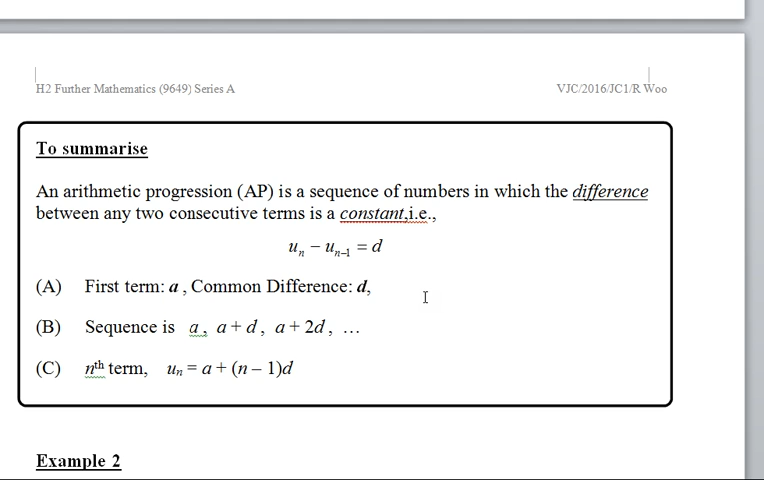 H2 Further Mathematics (9649) Series A VJC/2016/JC1/R Woo
To summarise
An arithmetic progression (AP) is a sequence of numbers in which the difference
between any two consecutive terms is a constant,i.e.,
uₙ − uₙ₋₁ = d
(A) First term: a , Common Difference: d,
(B) Sequence is a, a + d, a + 2d, …
(C) nᵗʰ term, uₙ = a + (n – 1)d
Example 2